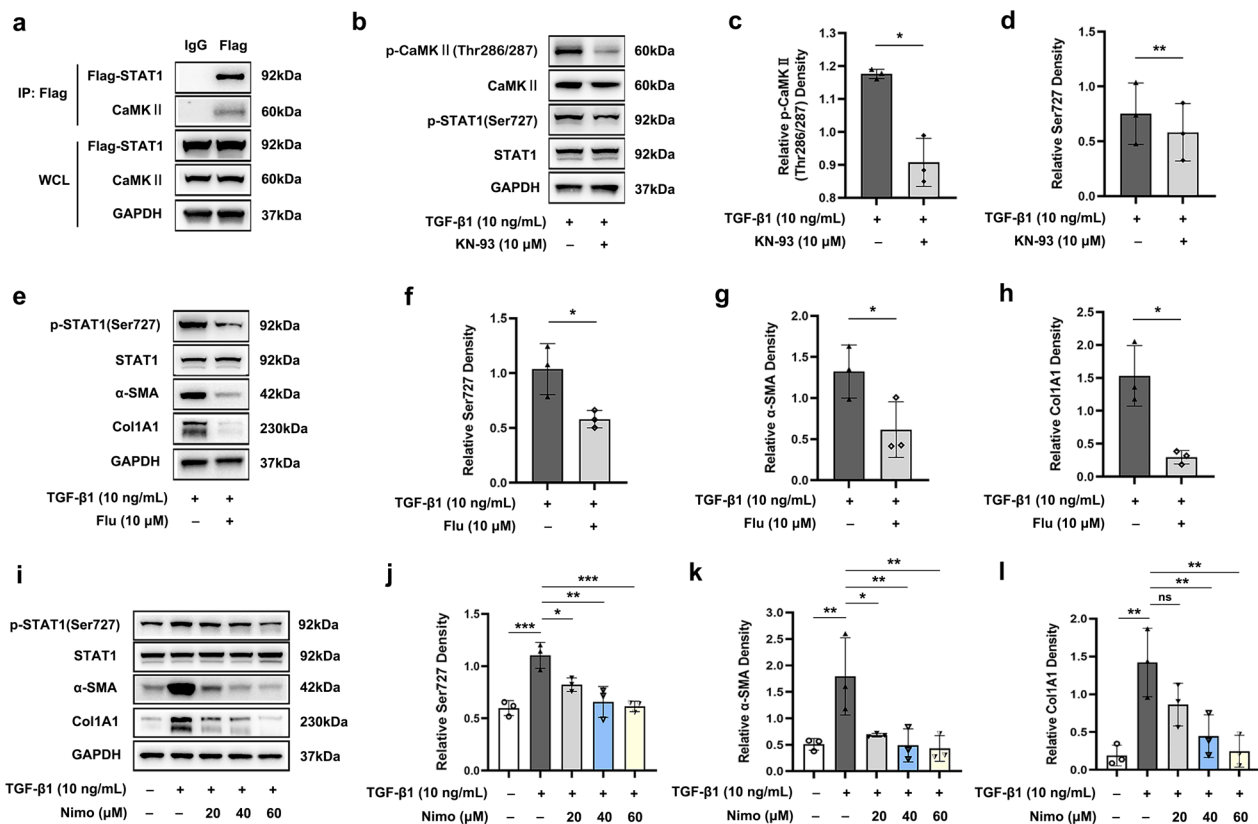 a
IgG Flag
IP: Flag
Flag-STAT1 92kDa
CaMKⅡ 60kDa
WCL
Flag-STAT1 92kDa
CaMKⅡ 60kDa
GAPDH 37kDa
b
p-CaMKⅡ(Thr286/287) 60kDa
CaMKⅡ 60kDa
p-STAT1(Ser727) 92kDa
STAT1 92kDa
GAPDH 37kDa
TGF-β1 (10 ng/mL) + +
KN-93 (10 μM) – +
c
Relative p-CaMKⅡ
(Thr286/287) Density
1.3
1.2
1.1
1.0
0.9
0.8
*
TGF-β1 (10 ng/mL) + +
KN-93 (10 μM) – +
d
Relative Ser727 Density
1.5
1.0
0.5
0.0
**
TGF-β1 (10 ng/mL) + +
KN-93 (10 μM) – +
e
p-STAT1(Ser727) 92kDa
STAT1 92kDa
α-SMA 42kDa
Col1A1 230kDa
GAPDH 37kDa
TGF-β1 (10 ng/mL) + +
Flu (10 μM) – +
f
Relative Ser727 Density
1.5
1.0
0.5
0.0
*
TGF-β1 (10 ng/mL) + +
Flu (10 μM) – +
g
Relative α-SMA Density
2.0
1.5
1.0
0.5
0.0
*
TGF-β1 (10 ng/mL) + +
Flu (10 μM) – +
h
Relative Col1A1 Density
2.5
2.0
1.5
1.0
0.5
0.0
*
TGF-β1 (10 ng/mL) + +
Flu (10 μM) – +
i
p-STAT1(Ser727) 92kDa
STAT1 92kDa
α-SMA 42kDa
Col1A1 230kDa
GAPDH 37kDa
TGF-β1 (10 ng/mL) – + + + +
Nimo (μM) – – 20 40 60
j
Relative Ser727 Density
1.5
1.0
0.5
0.0
***
**
*
***
TGF-β1 (10 ng/mL) – + + + +
Nimo (μM) – – 20 40 60
k
Relative α-SMA Density
3.0
2.5
2.0
1.5
1.0
0.5
0.0
**
**
*
**
TGF-β1 (10 ng/mL) – + + + +
Nimo (μM) – – 20 40 60
l
Relative Col1A1 Density
2.0
1.5
1.0
0.5
0.0
**
**
ns
**
TGF-β1 (10 ng/mL) – + + + +
Nimo (μM) – – 20 40 60